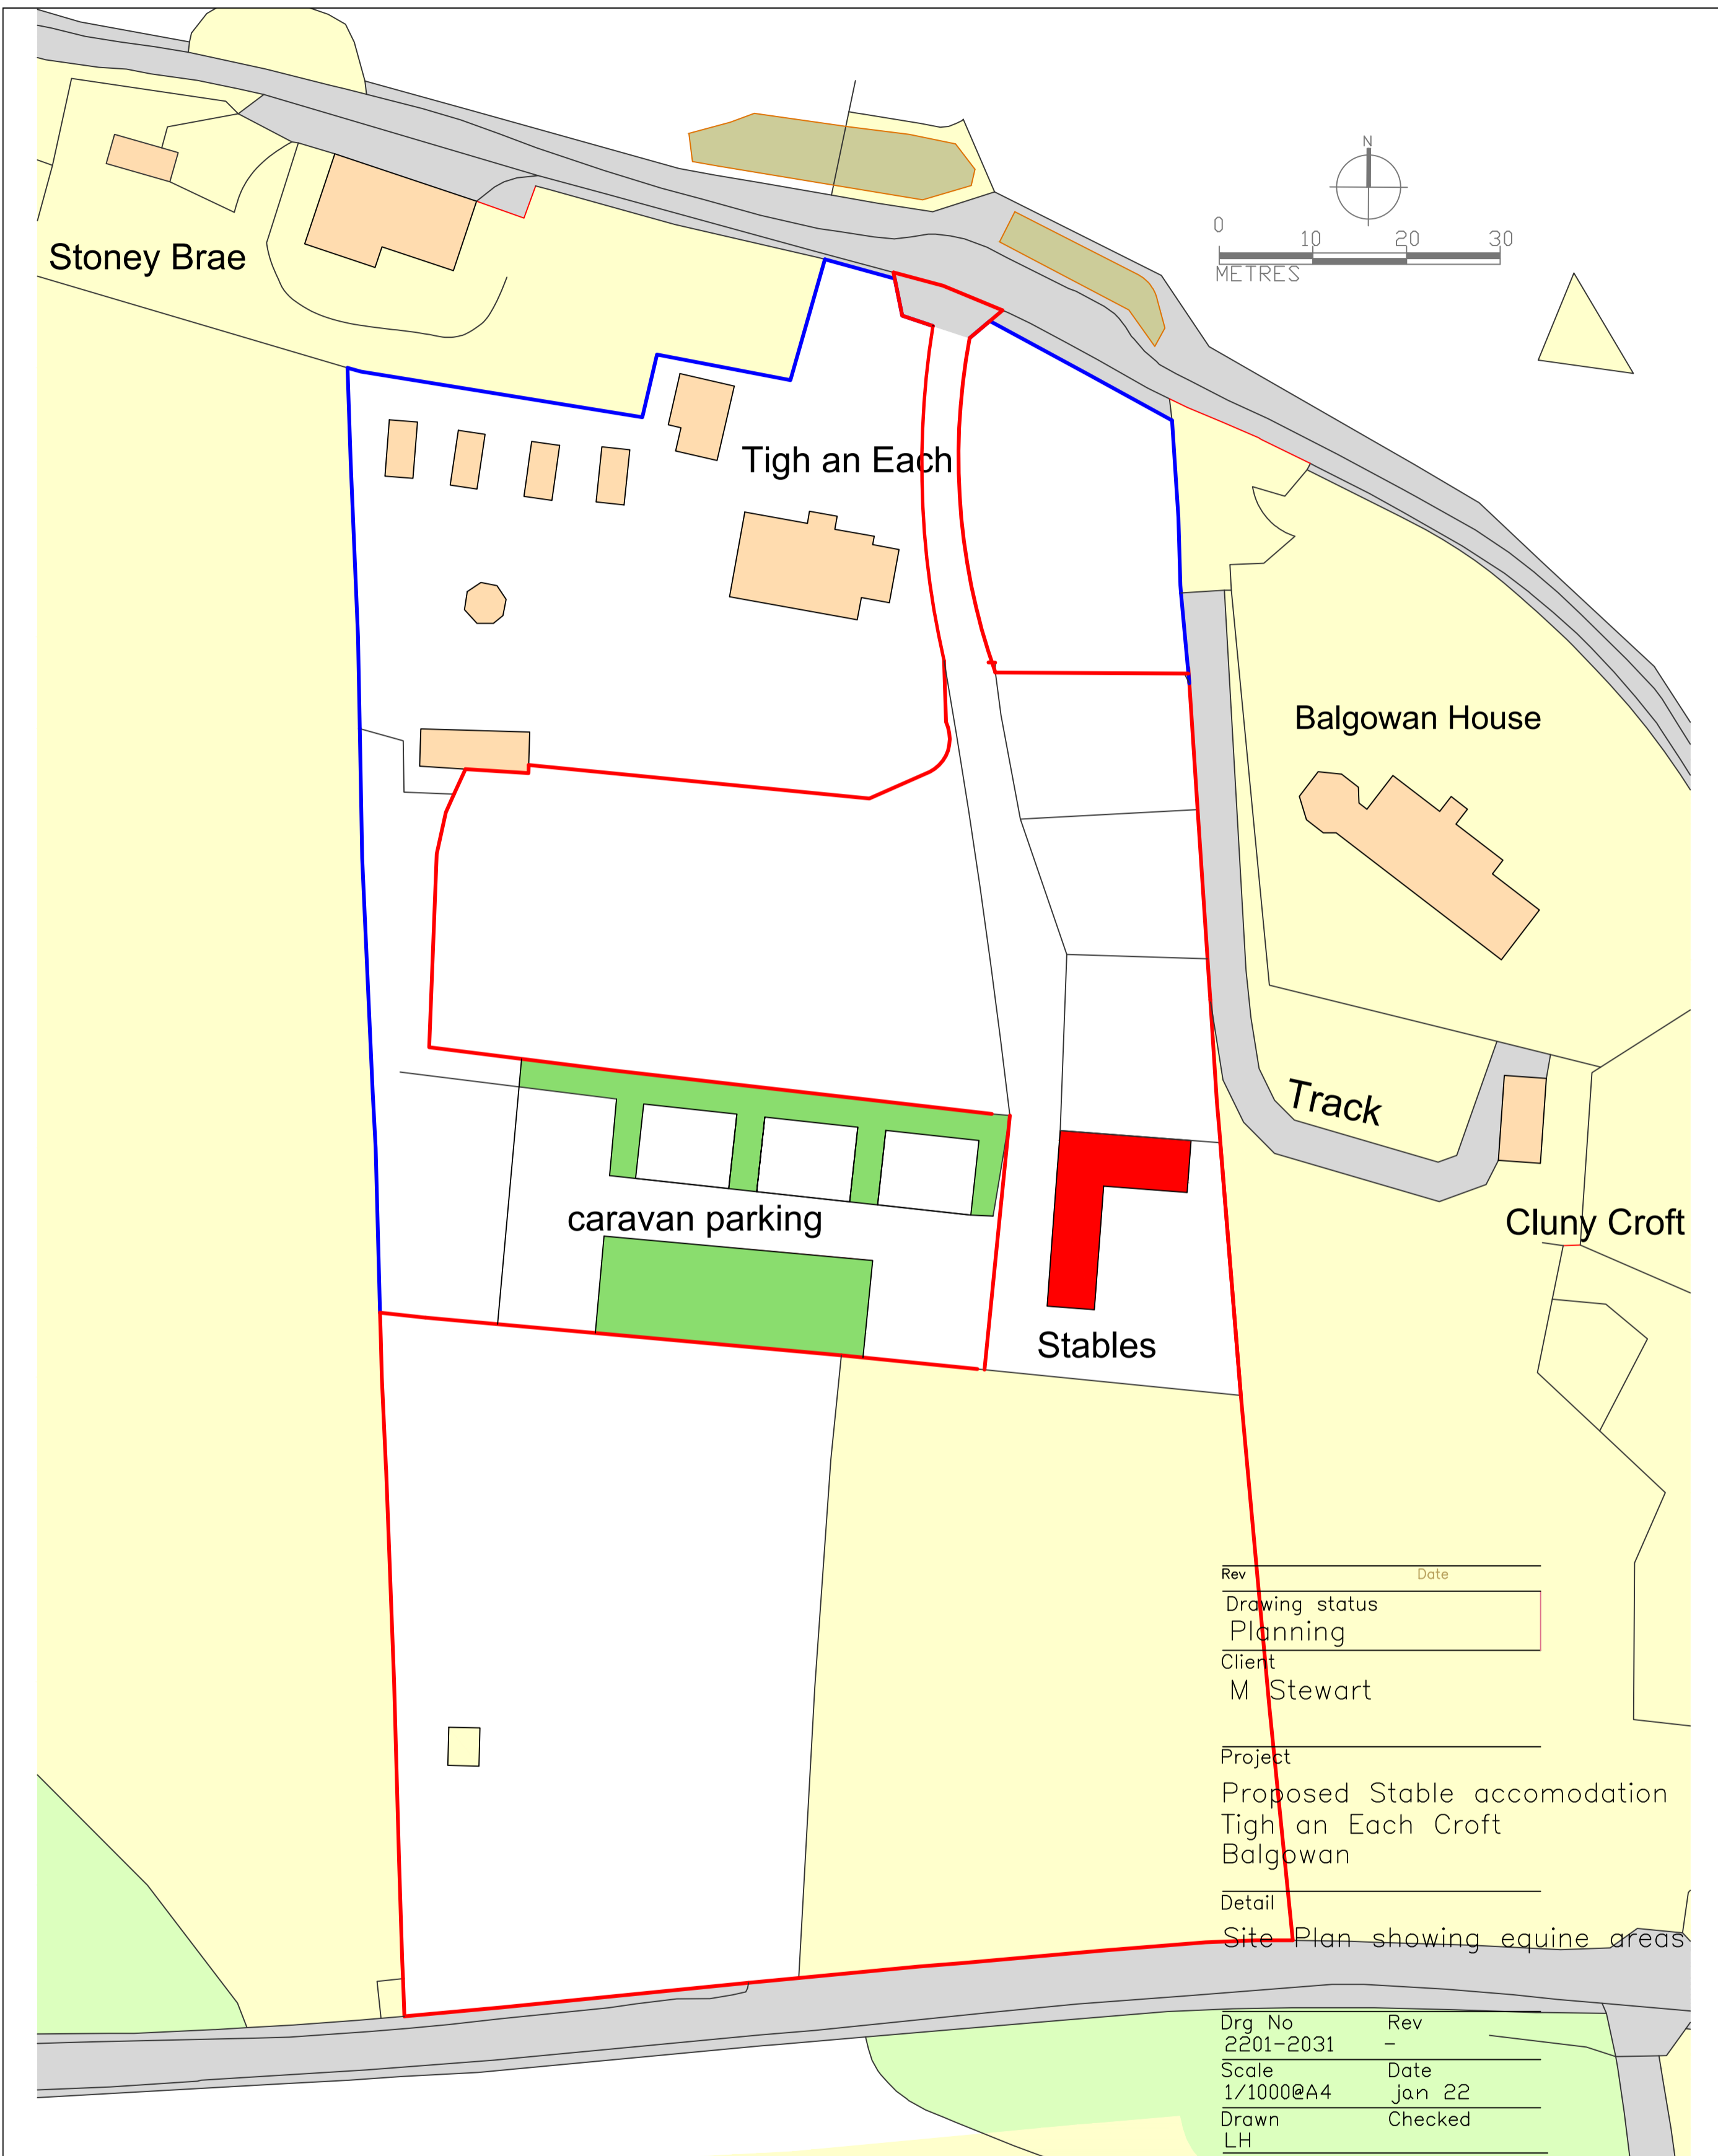 N
0 10 20 30
METRES
Stoney Brae
Tigh an Each
Balgowan House
Track
Cluny Croft
caravan parking
Stables
Rev Date
Drawing status
Planning
Client
M Stewart
Project
Proposed Stable accomodation
Tigh an Each Croft
Balgowan
Detail
Site Plan showing equine areas
Drg No Rev
2201-2031 -
Scale Date
1/1000@A4 jan 22
Drawn Checked
LH